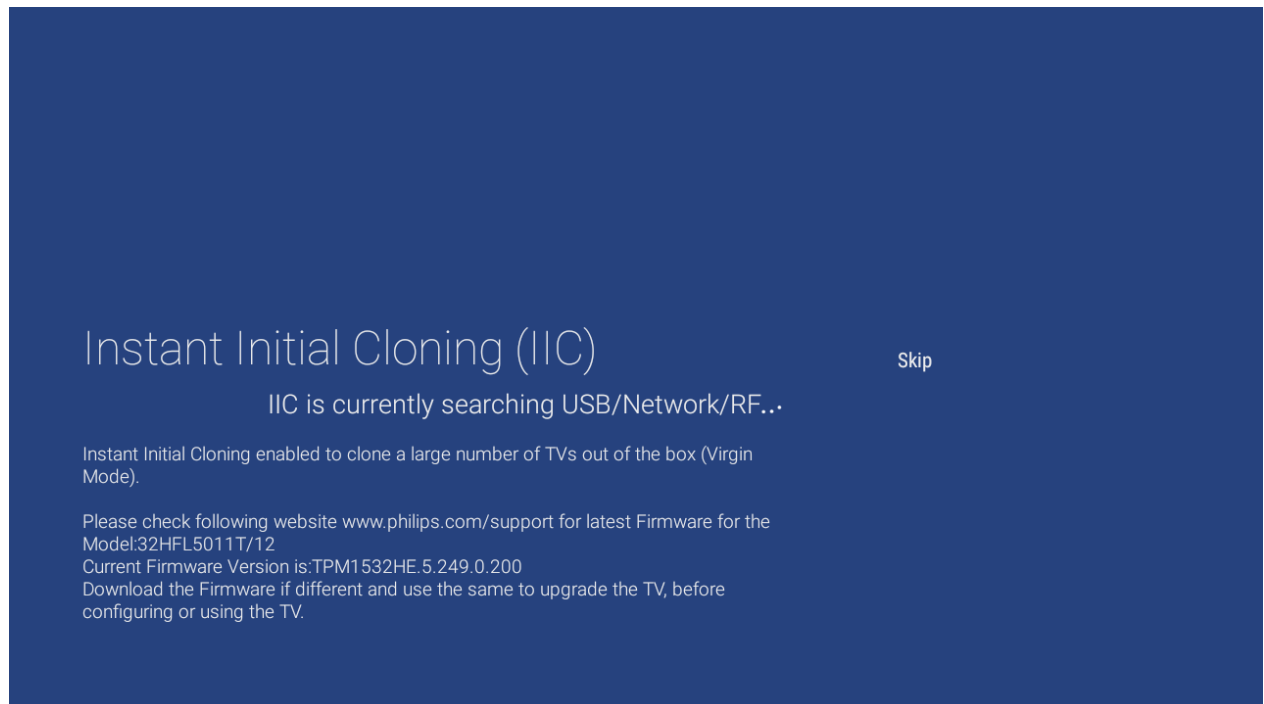 Instant Initial Cloning (IIC)
Skip
IIC is currently searching USB/Network/RF...
Instant Initial Cloning enabled to clone a large number of TVs out of the box (Virgin
Mode).
Please check following website www.philips.com/support for latest Firmware for the
Model:32HFL5011T/12
Current Firmware Version is:TPM1532HE.5.249.0.200
Download the Firmware if different and use the same to upgrade the TV, before
configuring or using the TV.